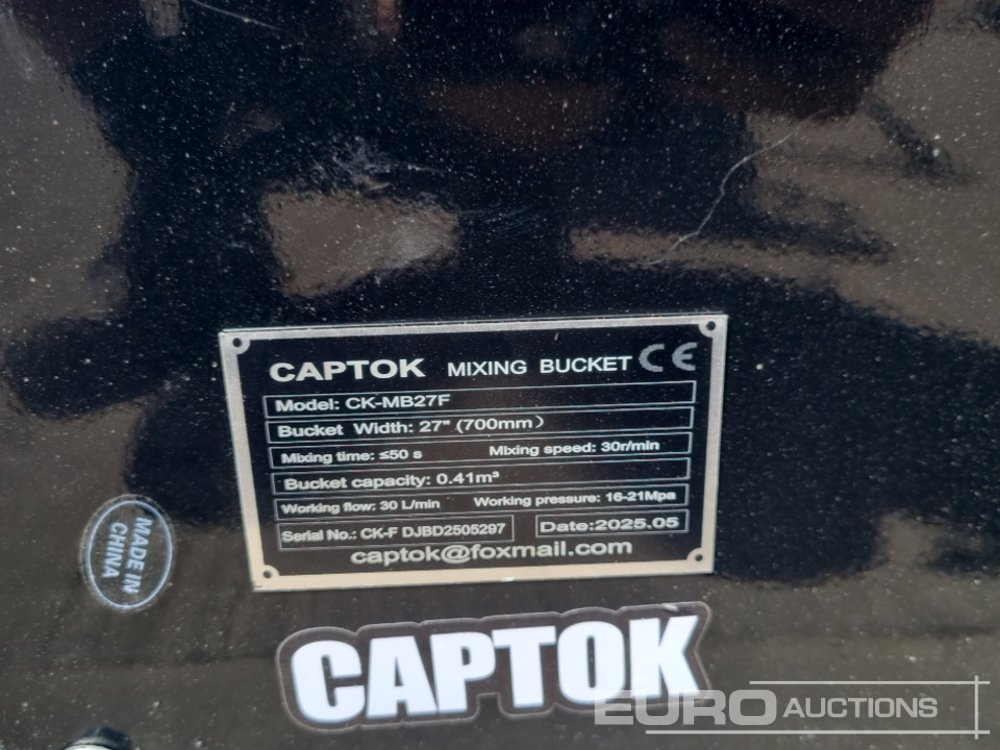 CAPTOK MIXING BUCKET CE
Model: CK-MB27F
Bucket Width: 27" (700mm)
Mixing time: ≤50 s Mixing speed: 30r/min
Bucket capacity: 0.41m³
Working flow: 30 L/min Working pressure: 16-21Mpa
Serial No.: CK-F DJBD2505297 Date:2025.05
captok@foxmail.com
MADE IN
CHINA
CAPTOK
EURO AUCTIONS